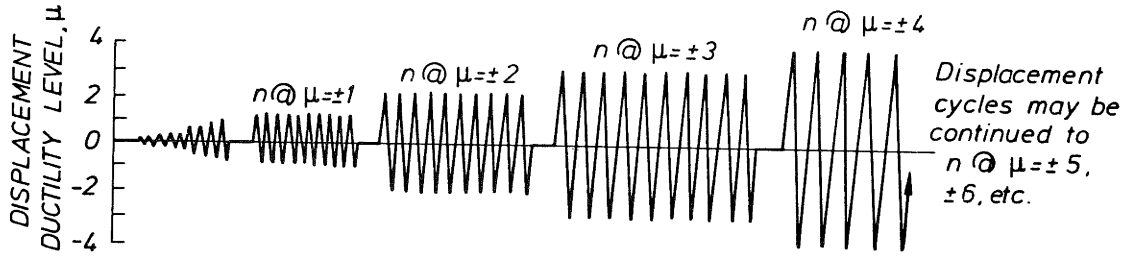 DISPLACEMENT
DUCTILITY LEVEL, μ
4
2
0
-2
-4
n @ μ=±1
n @ μ=±2
n @ μ=±3
n @ μ=±4
Displacement
cycles may be
continued to
n @ μ=±5,
±6, etc.